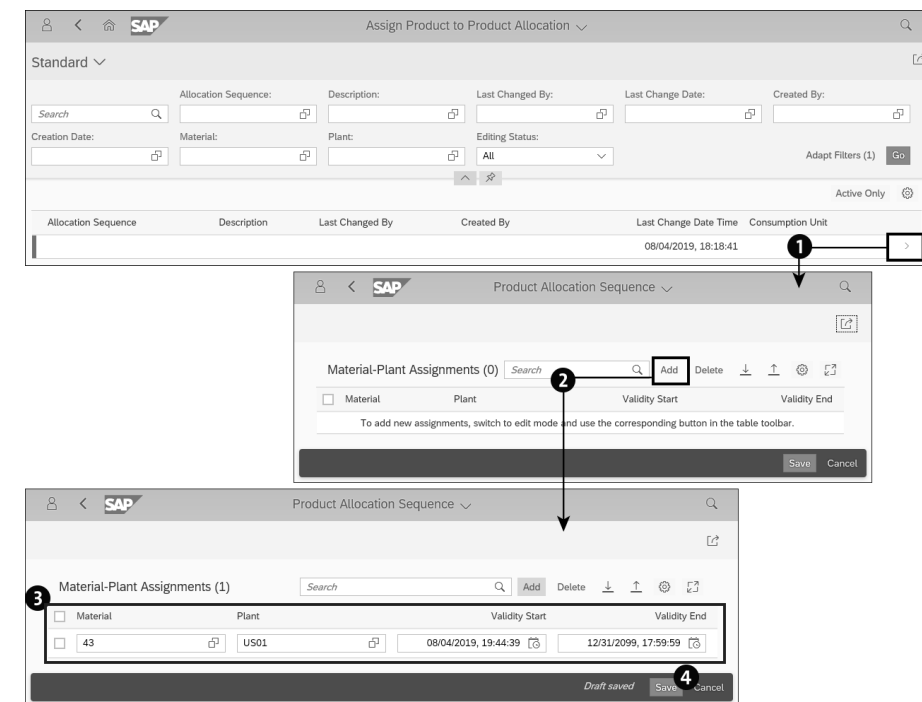 SAP Assign Product to Product Allocation
Standard
Allocation Sequence: Description: Last Changed By: Last Change Date: Created By:
Search
Creation Date: Material: Plant: Editing Status:
All Adapt Filters (1) Go
Active Only
Allocation Sequence Description Last Changed By Created By Last Change Date Time Consumption Unit
08/04/2019, 18:18:41 1
SAP Product Allocation Sequence
Material-Plant Assignments (0) Search Add Delete
2
Material Plant Validity Start Validity End
To add new assignments, switch to edit mode and use the corresponding button in the table toolbar.
Save Cancel
SAP Product Allocation Sequence
Material-Plant Assignments (1) Search Add Delete
3
Material Plant Validity Start Validity End
43 US01 08/04/2019, 19:44:39 12/31/2099, 17:59:59
Draft saved Save 4 Cancel